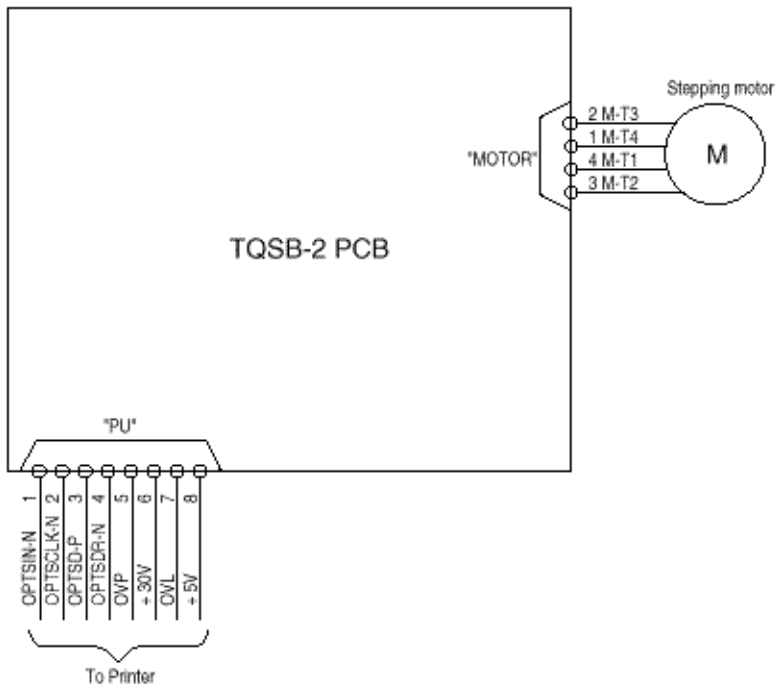 Stepping motor
2 M-T3
1 M-T4
M
"MOTOR"
4 M-T1
3 M-T2
TQSB-2 PCB
"PU"
1 OPTSIN-N
2 OPTSCLK-N
3 OPTSD-P
4 OPTSDR-N
5 OVP
6 + 30V
7 OVL
8 + 5V
To Printer